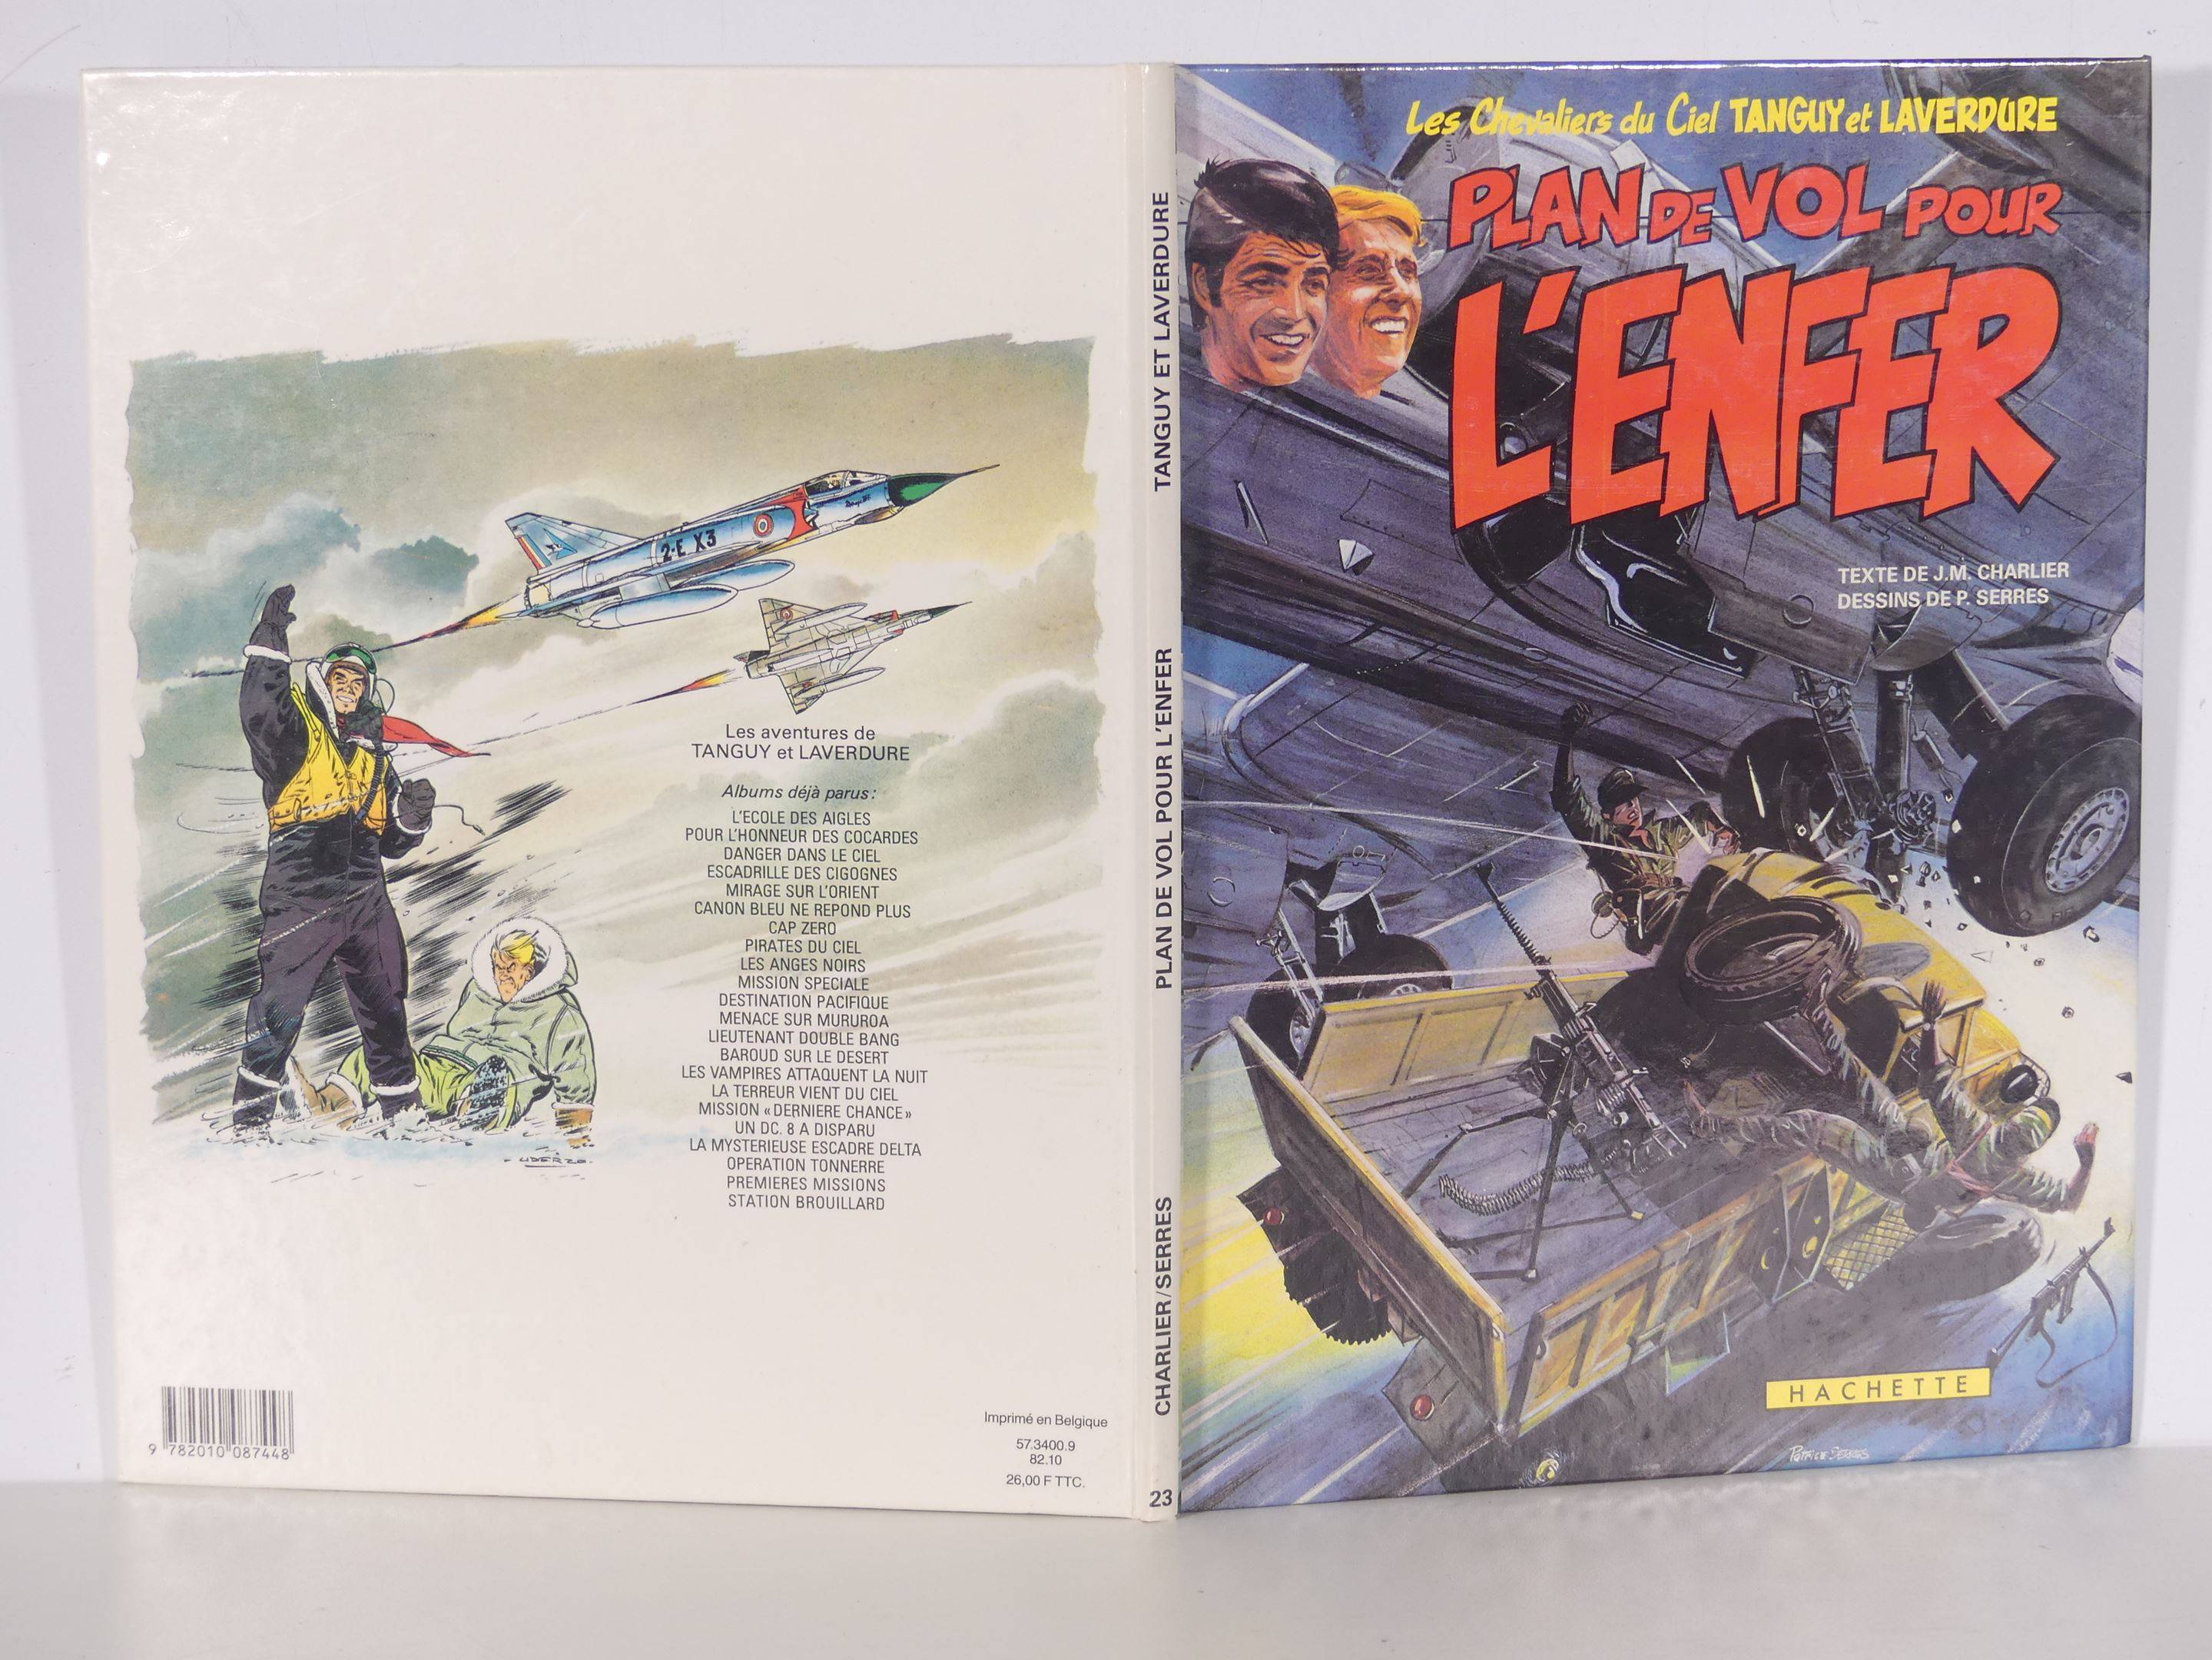 Les aventures de
TANGUY et LAVERDURE
Albums déjà parus :
L'ECOLE DES AIGLES
POUR L'HONNEUR DES COCARDES
DANGER DANS LE CIEL
ESCADRILLE DES CIGOGNES
MIRAGE SUR L'ORIENT
CANON BLEU NE REPOND PLUS
CAP ZERO
PIRATES DU CIEL
LES ANGES NOIRS
MISSION SPECIALE
DESTINATION PACIFIQUE
MENACE SUR MURUROA
LIEUTENANT DOUBLE BANG
BAROUD SUR LE DESERT
LES VAMPIRES ATTAQUENT LA NUIT
LA TERREUR VIENT DU CIEL
MISSION « DERNIERE CHANCE »
UN DC. 8 A DISPARU
LA MYSTERIEUSE ESCADRE DELTA
OPERATION TONNERRE
PREMIERES MISSIONS
STATION BROUILLARD
2-E X3
UDERZO.
9 782010 087448
Imprimé en Belgique
57.3400.9
82.10
26,00 F TTC.
TANGUY ET LAVERDURE
PLAN DE VOL POUR L'ENFER
CHARLIER/SERRES
23
Les Chevaliers du Ciel TANGUY et LAVERDURE
PLAN DE VOL POUR
L'ENFER
TEXTE DE J.M. CHARLIER
DESSINS DE P. SERRES
HACHETTE
PATRICE SERRES